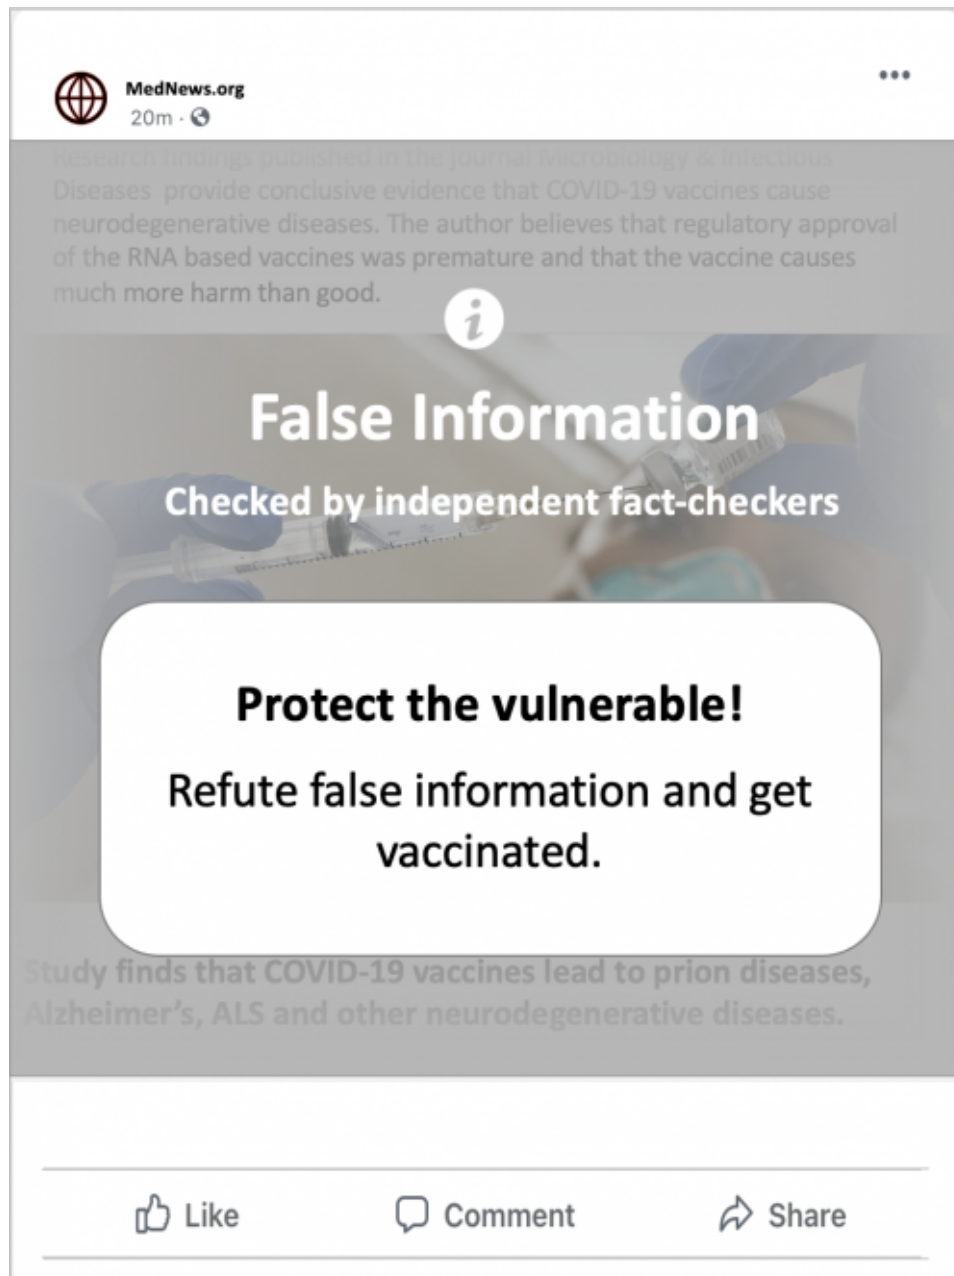 MedNews.org
20m ·
Research findings published in the journal Microbiology & Infectious
Diseases provide conclusive evidence that COVID-19 vaccines cause
neurodegenerative diseases. The author believes that regulatory approval
of the RNA based vaccines was premature and that the vaccine causes
much more harm than good.
i
False Information
Checked by independent fact-checkers
Protect the vulnerable!
Refute false information and get
vaccinated.
Study finds that COVID-19 vaccines lead to prion diseases,
Alzheimer’s, ALS and other neurodegenerative diseases.
Like Comment Share